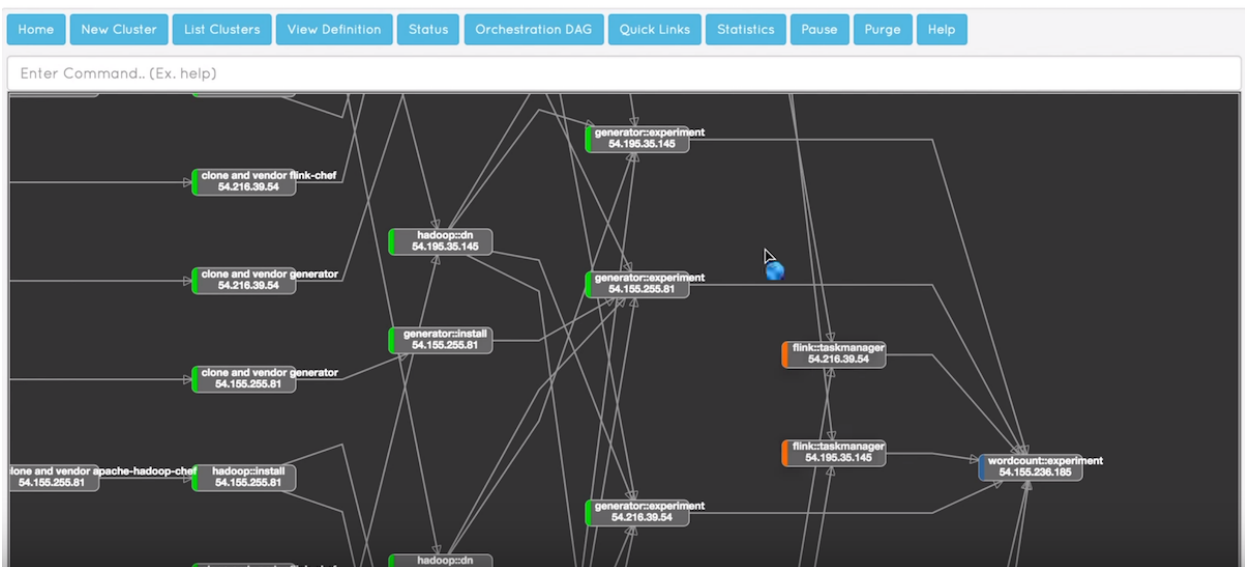 Home New Cluster List Clusters View Definition Status Orchestration DAG Quick Links Statistics Pause Purge Help
Enter Command.. (Ex. help)
generator::experiment
54.195.35.145
clone and vendor flink-chef
54.216.39.54
hadoop::dn
54.195.35.145
clone and vendor generator
54.216.39.54
generator::experiment
54.155.255.81
generator::install
54.155.255.81
flink::taskmanager
54.216.39.54
clone and vendor generator
54.155.255.81
flink::taskmanager
54.195.35.145
lone and vendor apache-hadoop-chef
54.155.255.81
hadoop::install
54.155.255.81
wordcount::experiment
54.155.236.185
generator::experiment
54.216.39.54
hadoop::dn